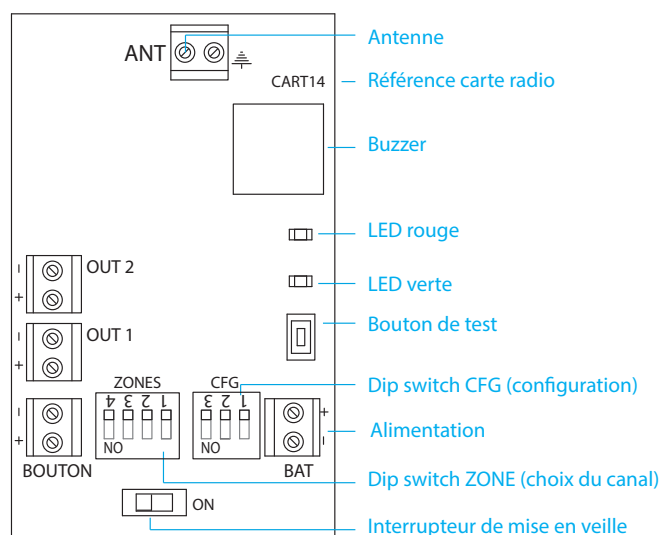 ANT
Antenne
CART14
Référence carte radio
Buzzer
LED rouge
LED verte
Bouton de test
- OUT 2
+
- OUT 1
+
ZONES
4 3 2 1
NO
CFG
3 2 1
NO
Dip switch CFG (configuration)
-
+
BOUTON
+
-
BAT
Alimentation
Dip switch ZONE (choix du canal)
ON
Interrupteur de mise en veille